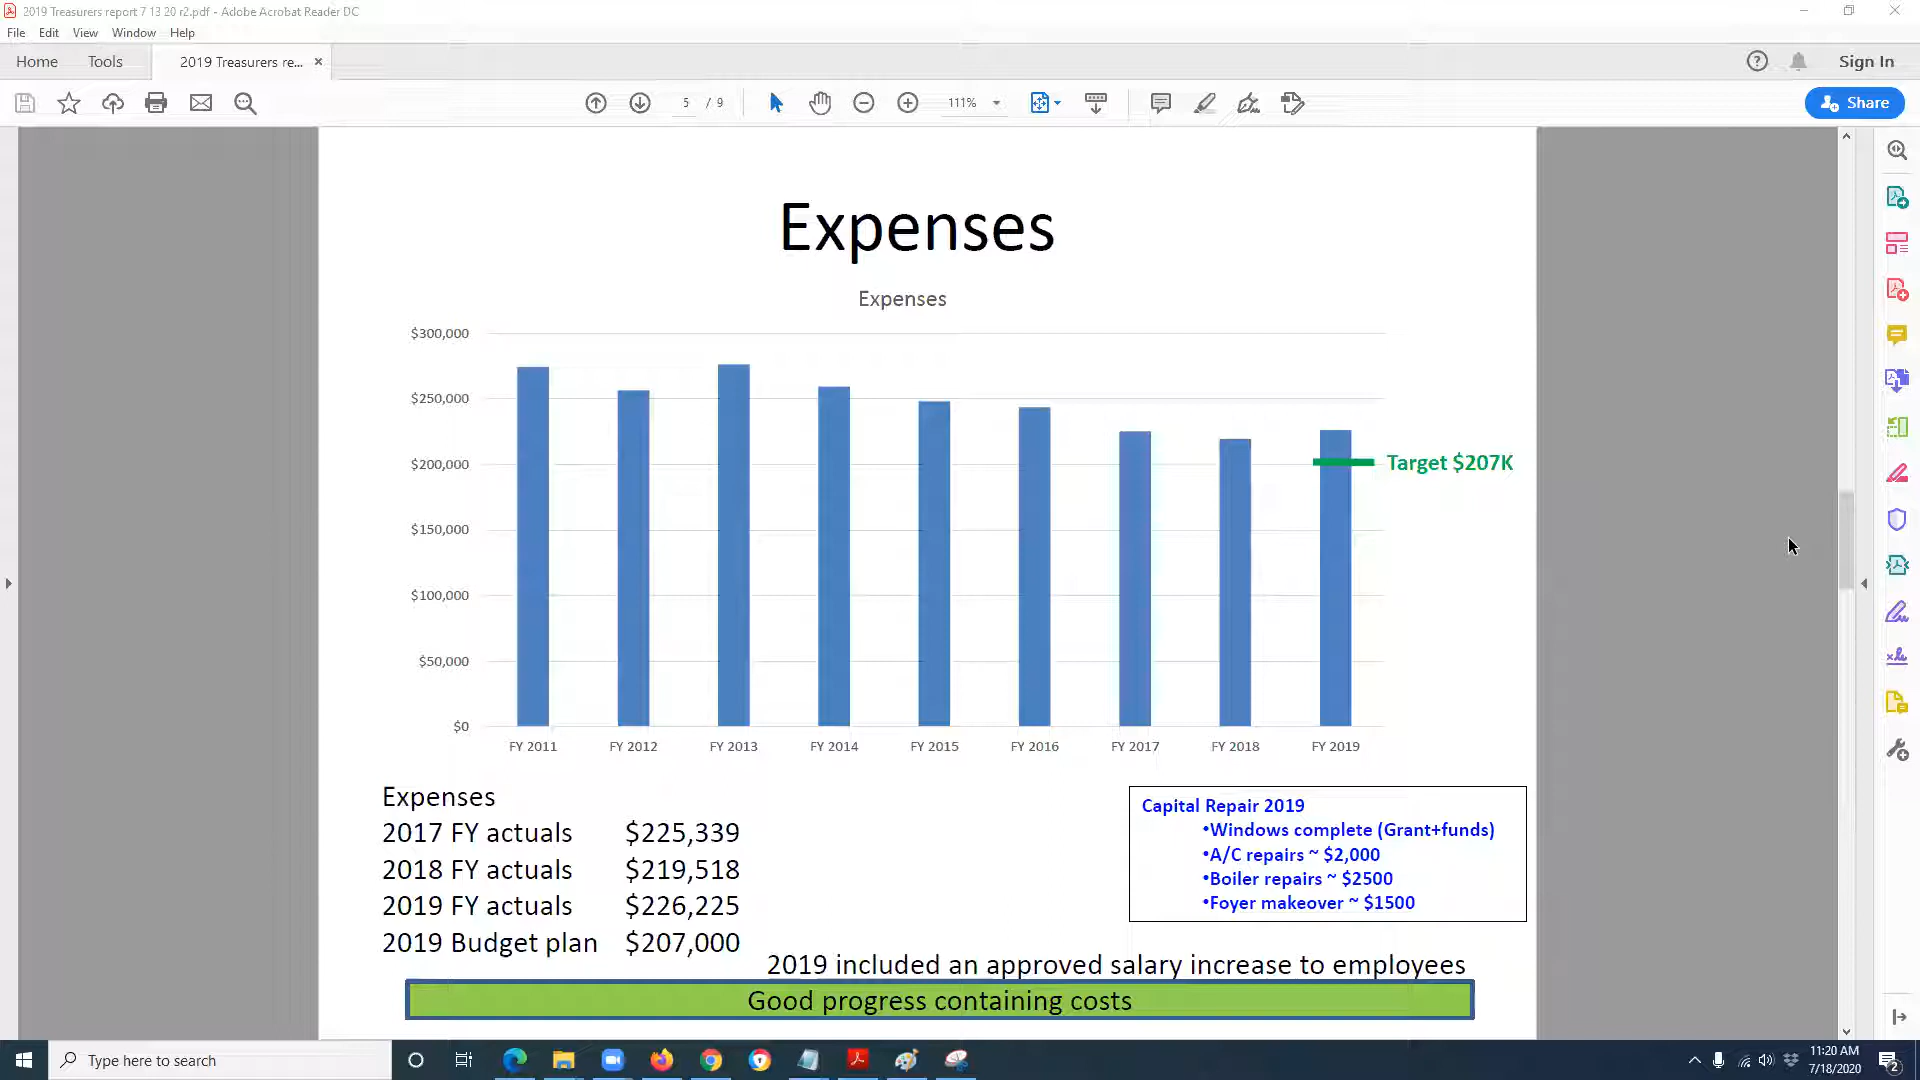 2019 Treasurers report 7 13 20 r2.pdf - Adobe Acrobat Reader DC
File Edit View Window Help
Home Tools 2019 Treasurers re... × Sign In
5 / 9 111% Share
Expenses
Expenses
$300,000
$250,000
$200,000
$150,000
$100,000
$50,000
$0
Target $207K
FY 2011 FY 2012 FY 2013 FY 2014 FY 2015 FY 2016 FY 2017 FY 2018 FY 2019
Expenses
2017 FY actuals $225,339
2018 FY actuals $219,518
2019 FY actuals $226,225
2019 Budget plan $207,000
Capital Repair 2019
•Windows complete (Grant+funds)
•A/C repairs ~ $2,000
•Boiler repairs ~ $2500
•Foyer makeover ~ $1500
2019 included an approved salary increase to employees
Good progress containing costs
Type here to search
11:20 AM
7/18/2020
2